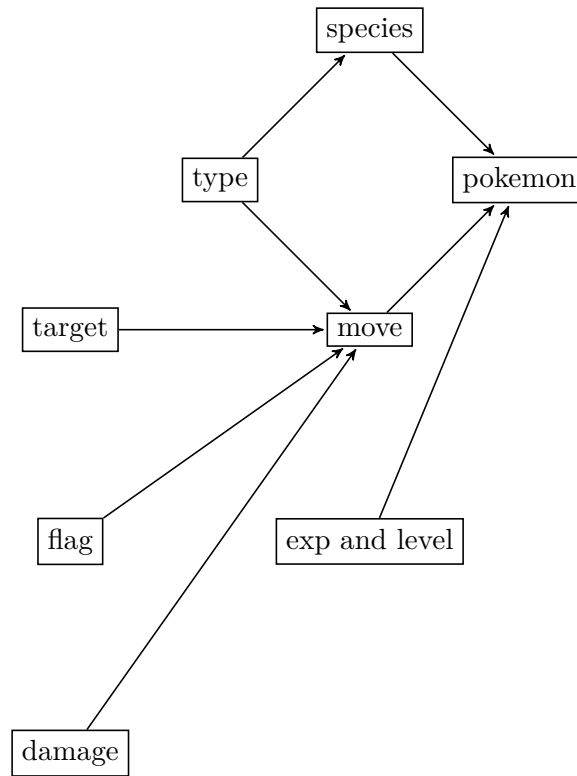 species
type
pokemon
target
move
flag
exp and level
damage